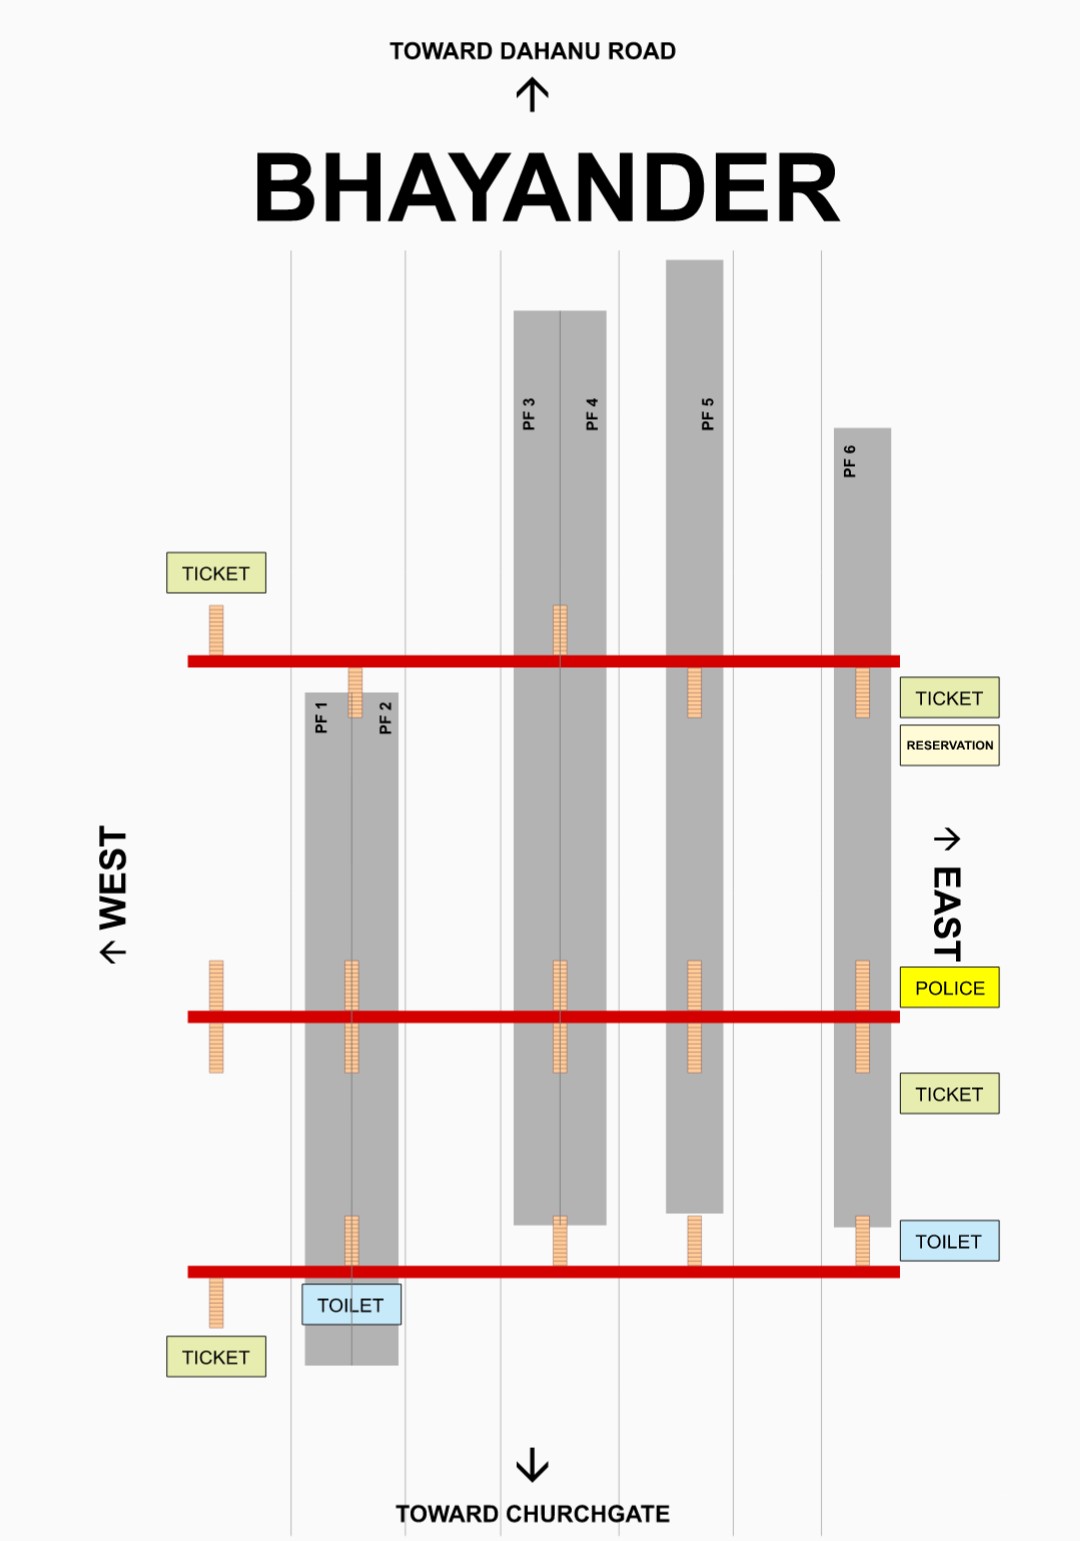 TOWARD DAHANU ROAD
↑
BHAYANDER
PF 3
PF 4
PF 5
PF 6
TICKET
TICKET
PF 1
PF 2
RESERVATION
↑ WEST
→ EAST
POLICE
TICKET
TOILET
TOILET
TICKET
↓
TOWARD CHURCHGATE